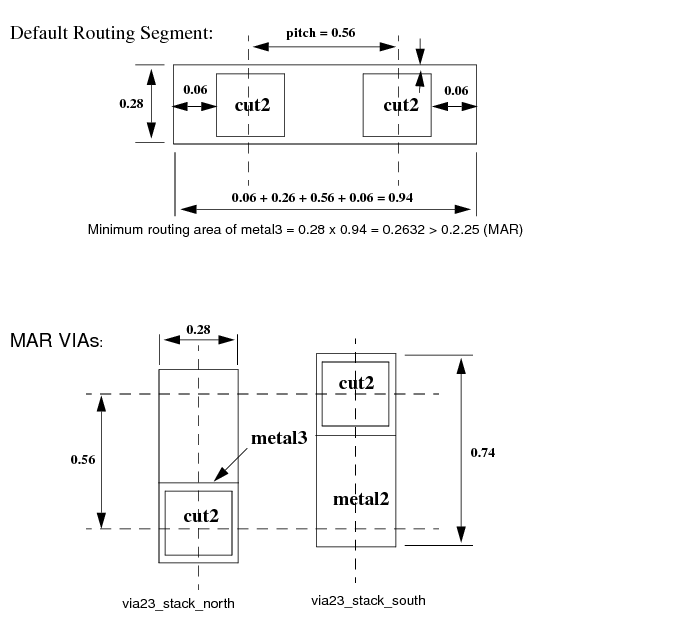 Default Routing Segment:
pitch = 0.56
0.28
0.06
cut2
cut2
0.06
0.06 + 0.26 + 0.56 + 0.06 = 0.94
Minimum routing area of metal3 = 0.28 x 0.94 = 0.2632 > 0.2.25 (MAR)
MAR VIAs:
0.28
cut2
metal3
0.56
0.74
metal2
cut2
via23_stack_north
via23_stack_south